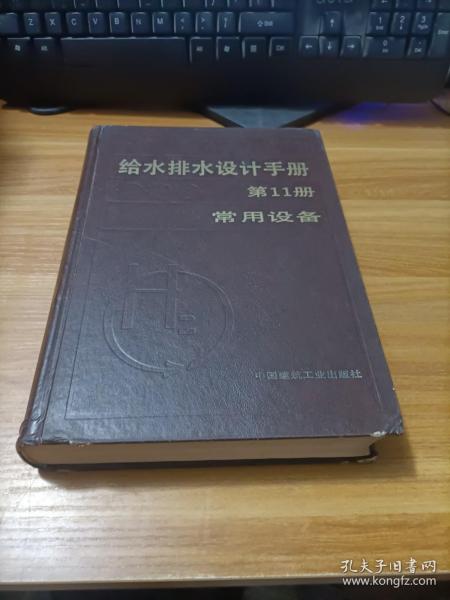 给水排水设计手册
第11册
常用设备
中国建筑工业出版社
孔夫子旧书网
www.kongfz.com